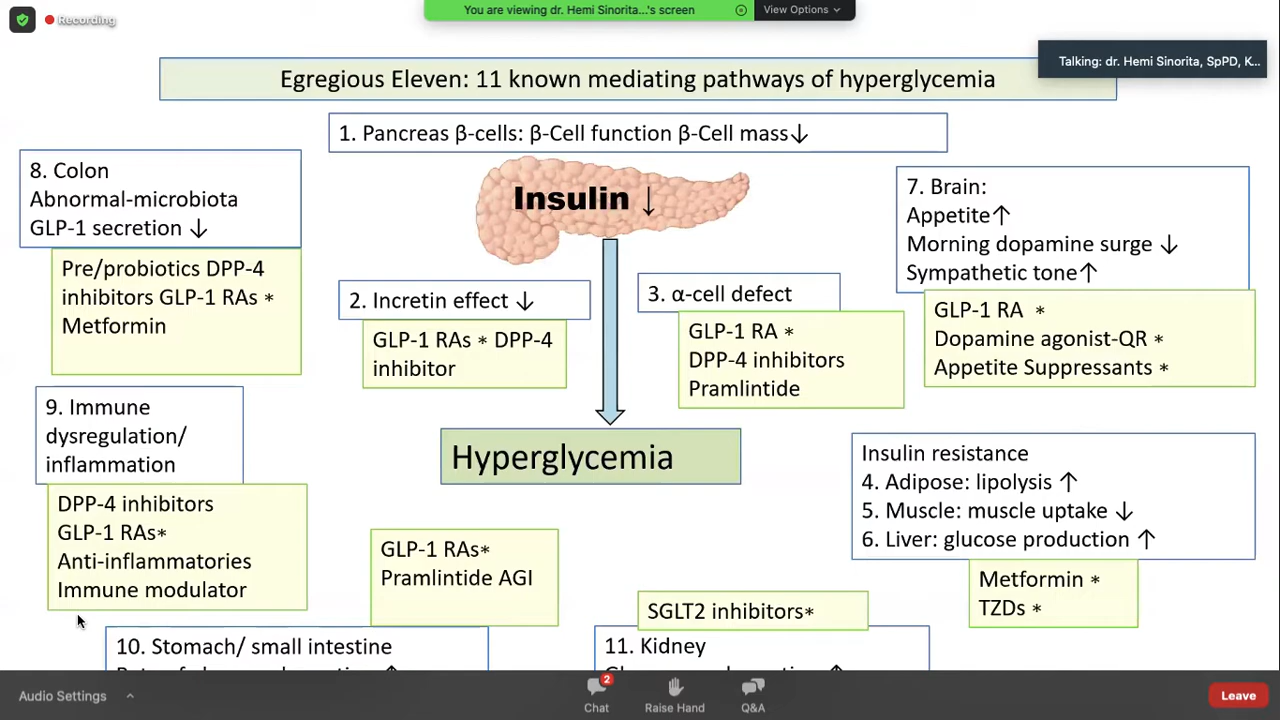 Recording
You are viewing dr. Hemi Sinorita...'s screen
View Options
Talking: dr. Hemi Sinorita, SpPD, K...
Egregious Eleven: 11 known mediating pathways of hyperglycemia
1. Pancreas β-cells: β-Cell function β-Cell mass↓
Insulin ↓
8. Colon
Abnormal-microbiota
GLP-1 secretion ↓
Pre/probiotics DPP-4
inhibitors GLP-1 RAs *
Metformin
2. Incretin effect ↓
GLP-1 RAs * DPP-4
inhibitor
3. α-cell defect
GLP-1 RA *
DPP-4 inhibitors
Pramlintide
7. Brain:
Appetite↑
Morning dopamine surge ↓
Sympathetic tone↑
GLP-1 RA *
Dopamine agonist-QR *
Appetite Suppressants *
9. Immune
dysregulation/
inflammation
DPP-4 inhibitors
GLP-1 RAs*
Anti-inflammatories
Immune modulator
Hyperglycemia
Insulin resistance
4. Adipose: lipolysis ↑
5. Muscle: muscle uptake ↓
6. Liver: glucose production ↑
Metformin *
TZDs *
GLP-1 RAs*
Pramlintide AGI
10. Stomach/ small intestine
SGLT2 inhibitors*
11. Kidney
Audio Settings
2
Chat
Raise Hand
Q&A
Leave